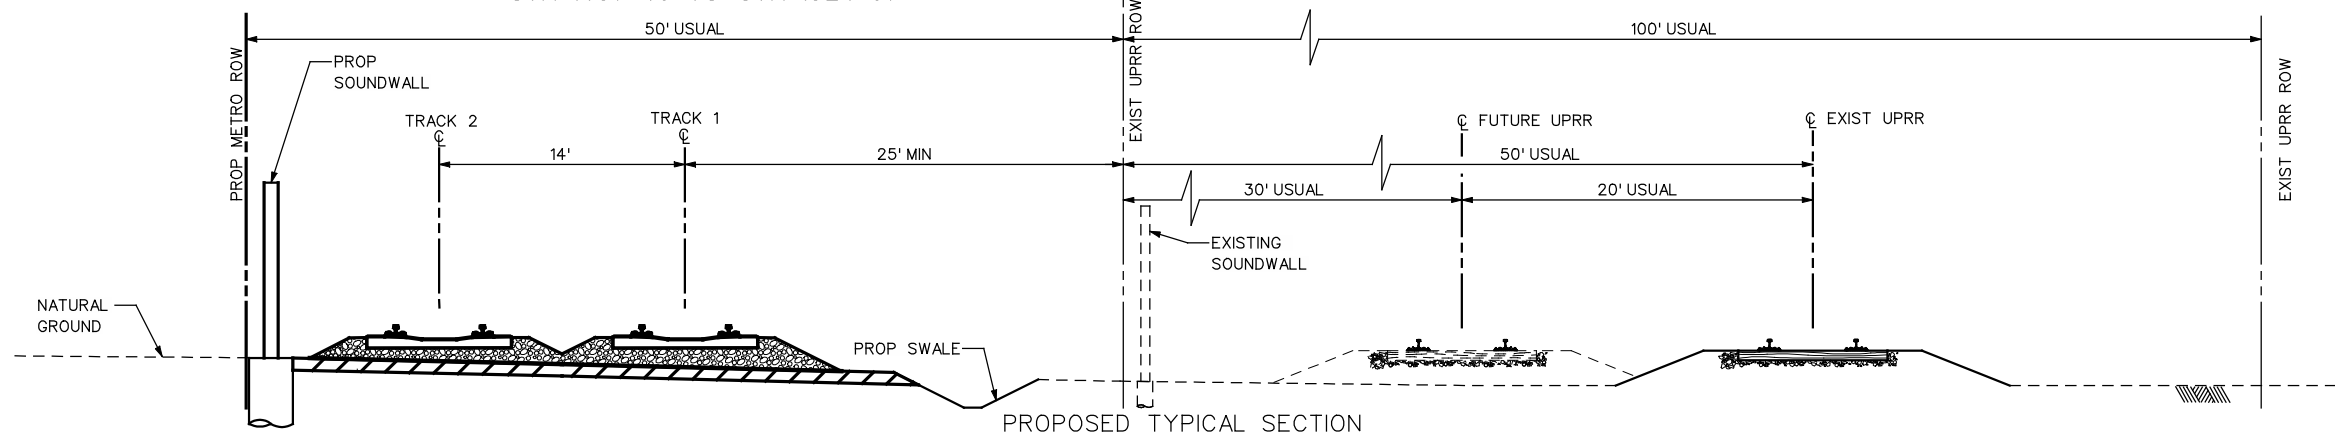 50' USUAL
100' USUAL
PROP METRO ROW
PROP
SOUNDWALL
EXIST UPRR ROW
EXIST UPRR ROW
TRACK 2
℄
TRACK 1
℄
℄ FUTURE UPRR
℄ EXIST UPRR
14'
25' MIN
50' USUAL
30' USUAL
20' USUAL
EXISTING
SOUNDWALL
NATURAL
GROUND
PROP SWALE
PROPOSED TYPICAL SECTION